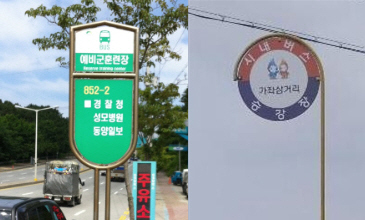 예비군훈련장
852-2
경찰청
성모병원
동양일보
주유소
시내버스
가좌삼거리
승강장